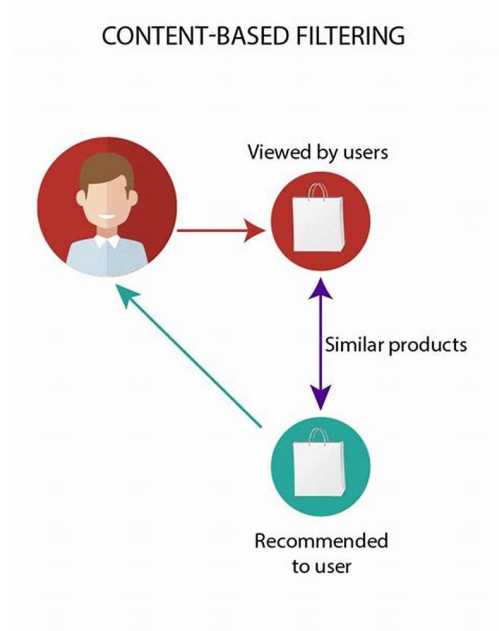 CONTENT-BASED FILTERING
Viewed by users
Similar products
Recommended
to user